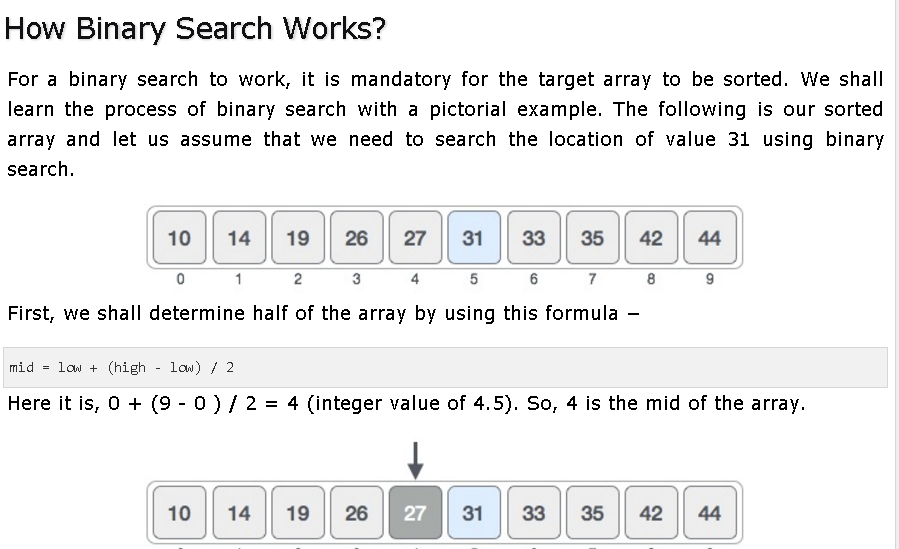 How Binary Search Works?
For a binary search to work, it is mandatory for the target array to be sorted. We shall
learn the process of binary search with a pictorial example. The following is our sorted
array and let us assume that we need to search the location of value 31 using binary
search.
10 14 19 26 27 31 33 35 42 44
0 1 2 3 4 5 6 7 8 9
First, we shall determine half of the array by using this formula −
mid = low + (high - low) / 2
Here it is, 0 + (9 - 0 ) / 2 = 4 (integer value of 4.5). So, 4 is the mid of the array.
10 14 19 26 27 31 33 35 42 44